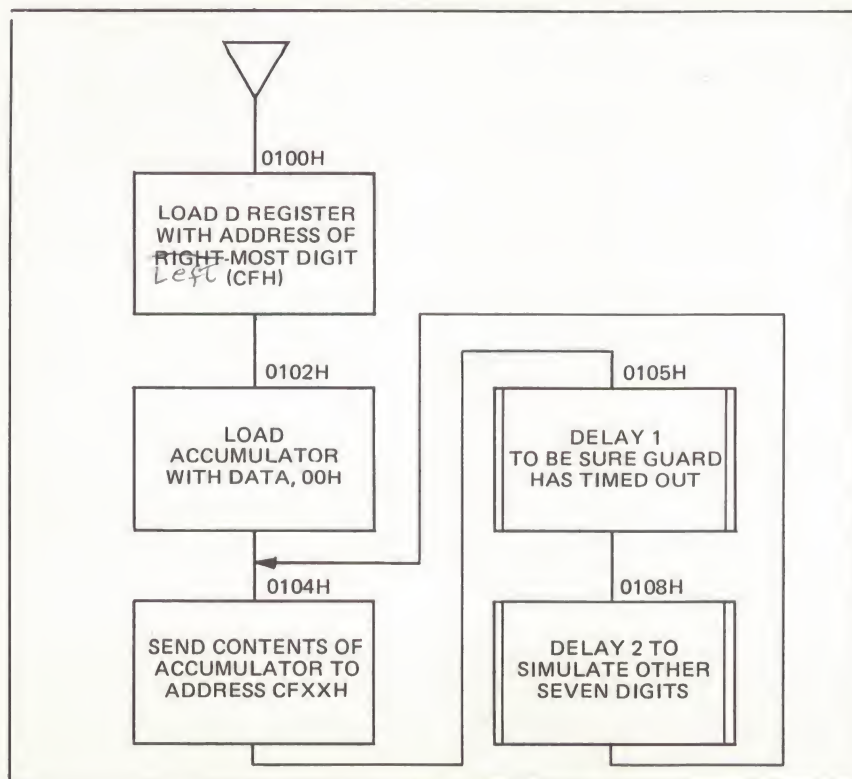 0100H
LOAD D REGISTER
WITH ADDRESS OF
RIGHT-MOST DIGIT
Left (CFH)
0102H
LOAD
ACCUMULATOR
WITH DATA, 00H
0104H
SEND CONTENTS OF
ACCUMULATOR TO
ADDRESS CFXXH
0105H
DELAY 1
TO BE SURE GUARD
HAS TIMED OUT
0108H
DELAY 2 TO
SIMULATE OTHER
SEVEN DIGITS